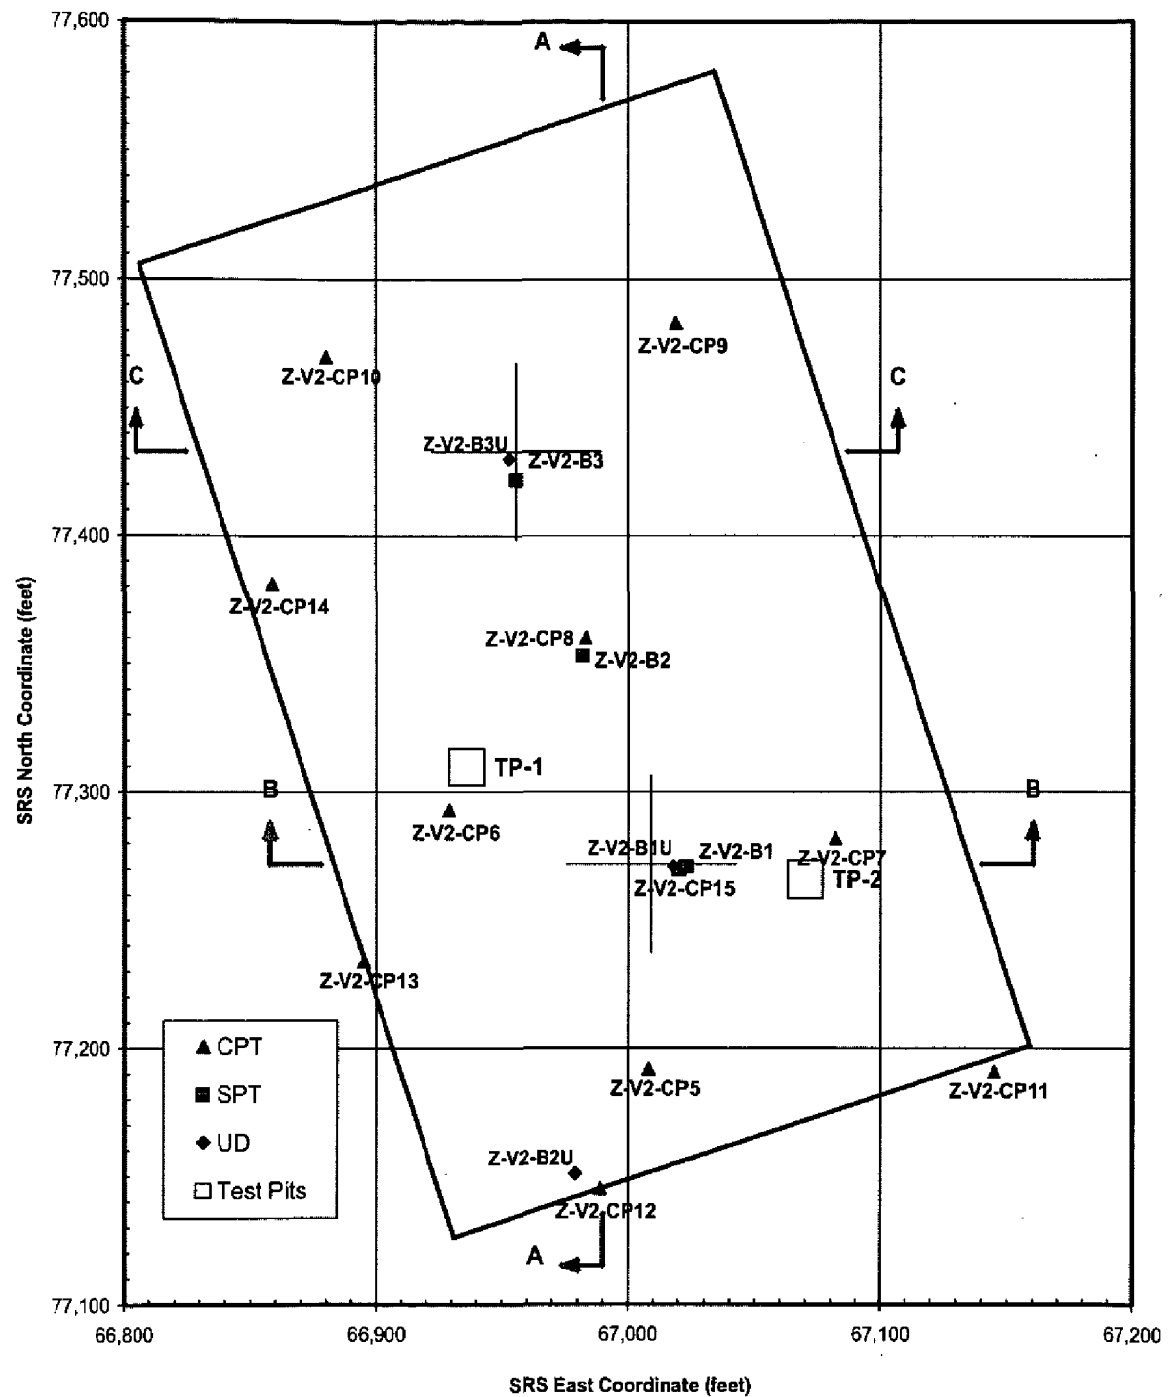 77,600
A
77,500
Z-V2-CP9
Z-V2-CP10
C
C
Z-V2-B3U
Z-V2-B3
77,400
Z-V2-CP14
Z-V2-CP8
Z-V2-B2
TP-1
77,300
B
B
Z-V2-CP6
Z-V2-B1U
Z-V2-B1
Z-V2-CP7
Z-V2-CP15
TP-2
Z-V2-CP13
77,200
CPT
SPT
UD
Test Pits
Z-V2-CP5
Z-V2-CP11
Z-V2-B2U
Z-V2-CP12
A
77,100
66,800
66,900
67,000
67,100
67,200
SRS North Coordinate (feet)
SRS East Coordinate (feet)